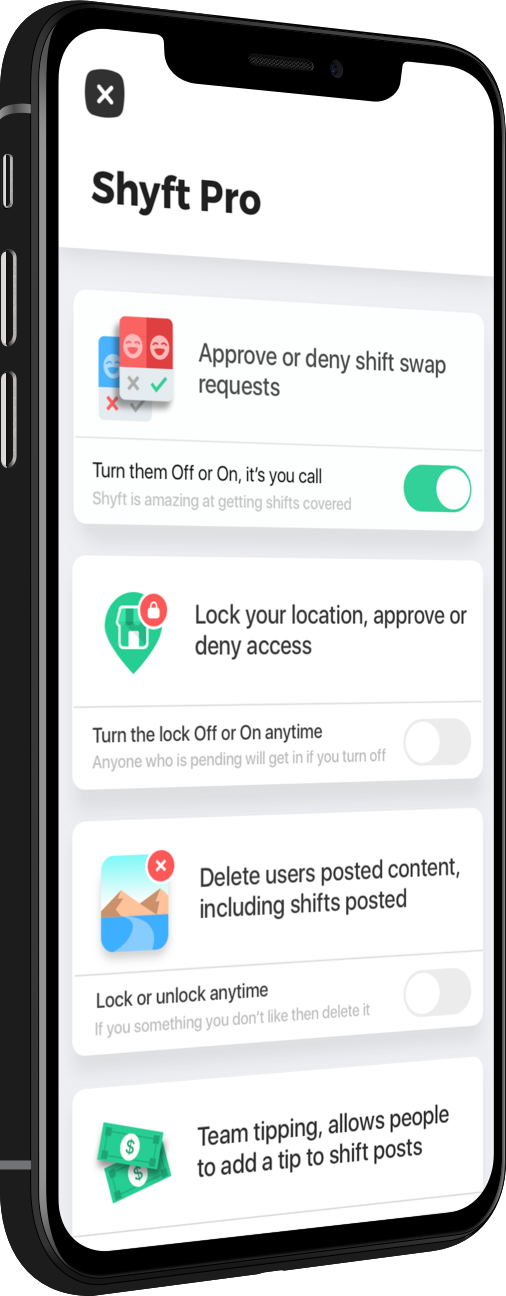 Shyft Pro
Approve or deny shift swap
requests
Turn them Off or On, it's you call
Shyft is amazing at getting shifts covered
Lock your location, approve or
deny access
Turn the lock Off or On anytime
Anyone who is pending will get in if you turn off
Delete users posted content,
including shifts posted
Lock or unlock anytime
If you something you don't like then delete it
$
$
Team tipping, allows people
to add a tip to shift posts